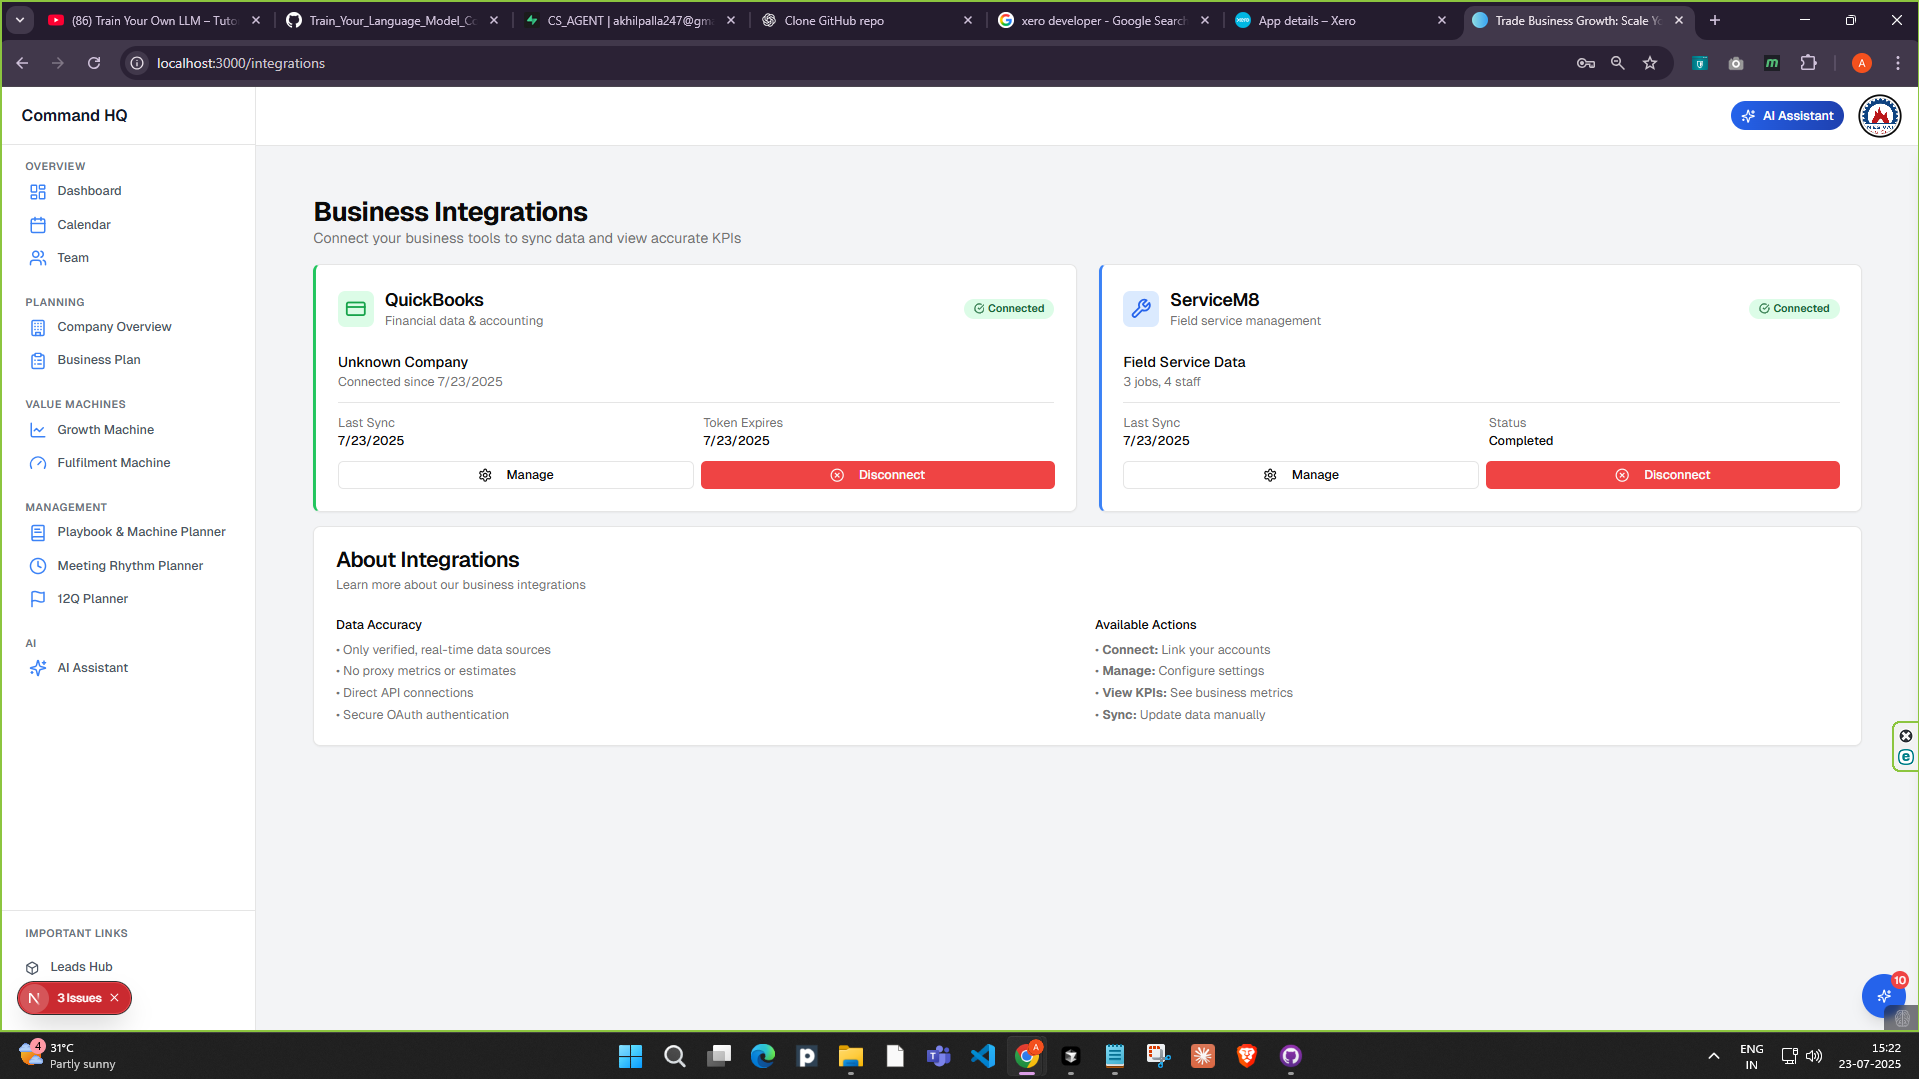 (86) Train Your Own LLM – Tuto
Train_Your_Language_Model_Co
CS_AGENT | akhilpalla247@gm
Clone GitHub repo
xero developer - Google Search
App details – Xero
Trade Business Growth: Scale Yo
localhost:3000/integrations
A
Command HQ
AI Assistant
OVERVIEW
Dashboard
Calendar
Team
PLANNING
Company Overview
Business Plan
VALUE MACHINES
Growth Machine
Fulfilment Machine
MANAGEMENT
Playbook & Machine Planner
Meeting Rhythm Planner
12Q Planner
AI
AI Assistant
IMPORTANT LINKS
Leads Hub
N 3 Issues
Business Integrations
Connect your business tools to sync data and view accurate KPIs
QuickBooks
Financial data & accounting
Connected
Unknown Company
Connected since 7/23/2025
Last Sync
7/23/2025
Token Expires
7/23/2025
Manage
Disconnect
ServiceM8
Field service management
Connected
Field Service Data
3 jobs, 4 staff
Last Sync
7/23/2025
Status
Completed
Manage
Disconnect
About Integrations
Learn more about our business integrations
Data Accuracy
• Only verified, real-time data sources
• No proxy metrics or estimates
• Direct API connections
• Secure OAuth authentication
Available Actions
• Connect: Link your accounts
• Manage: Configure settings
• View KPIs: See business metrics
• Sync: Update data manually
10
4
31°C
Partly sunny
ENG
IN
15:22
23-07-2025